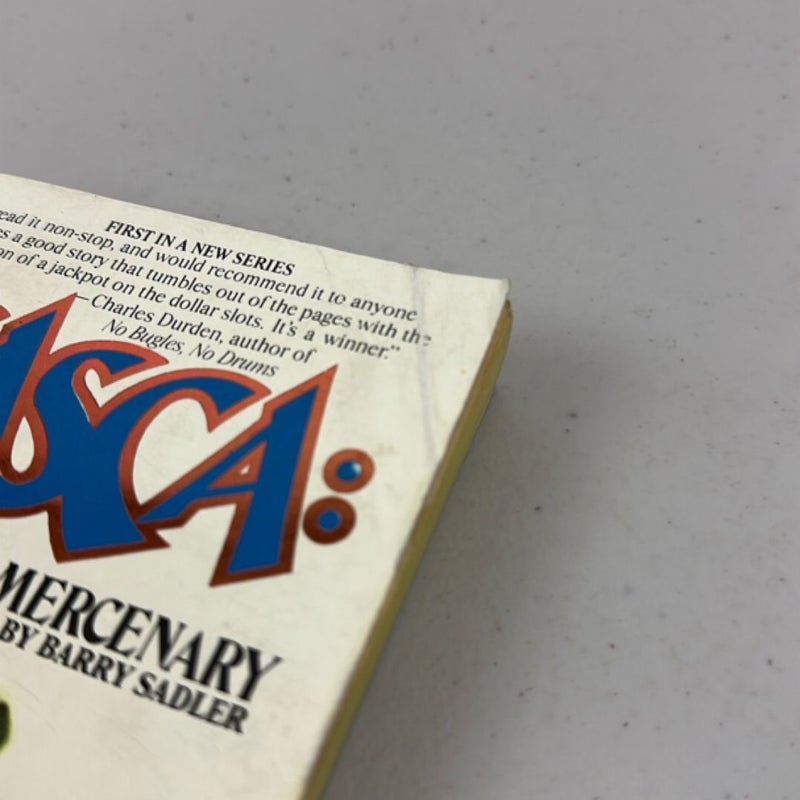 FIRST IN A NEW SERIES
read it non-stop, and would recommend it to anyone
a good story that tumbles out of the pages with the
of a jackpot on the dollar slots. It's a winner."
—Charles Durden, author of
No Bugles, No Drums
SCA:
MERCENARY
BY BARRY SADLER